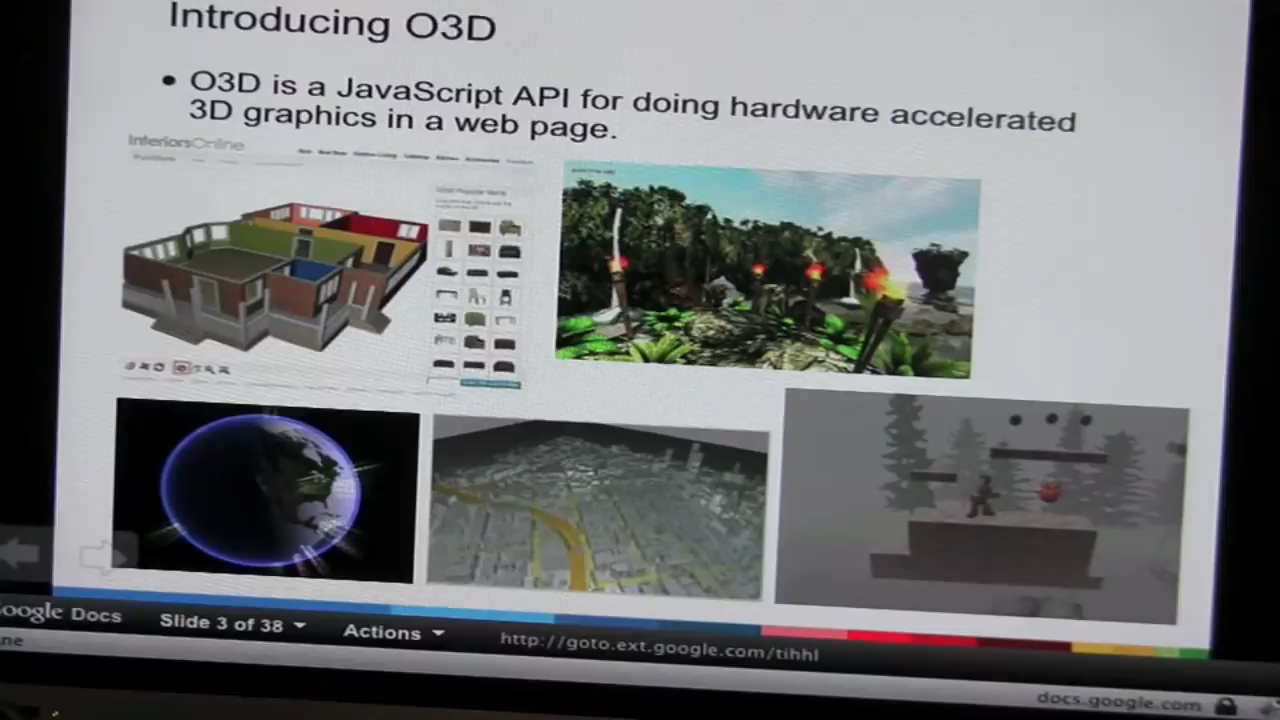 Introducing O3D
• O3D is a JavaScript API for doing hardware accelerated
3D graphics in a web page.
InteriorsOnline
Google Docs
Slide 3 of 38
Actions
http://goto.ext.google.com/tihhl
docs.google.com